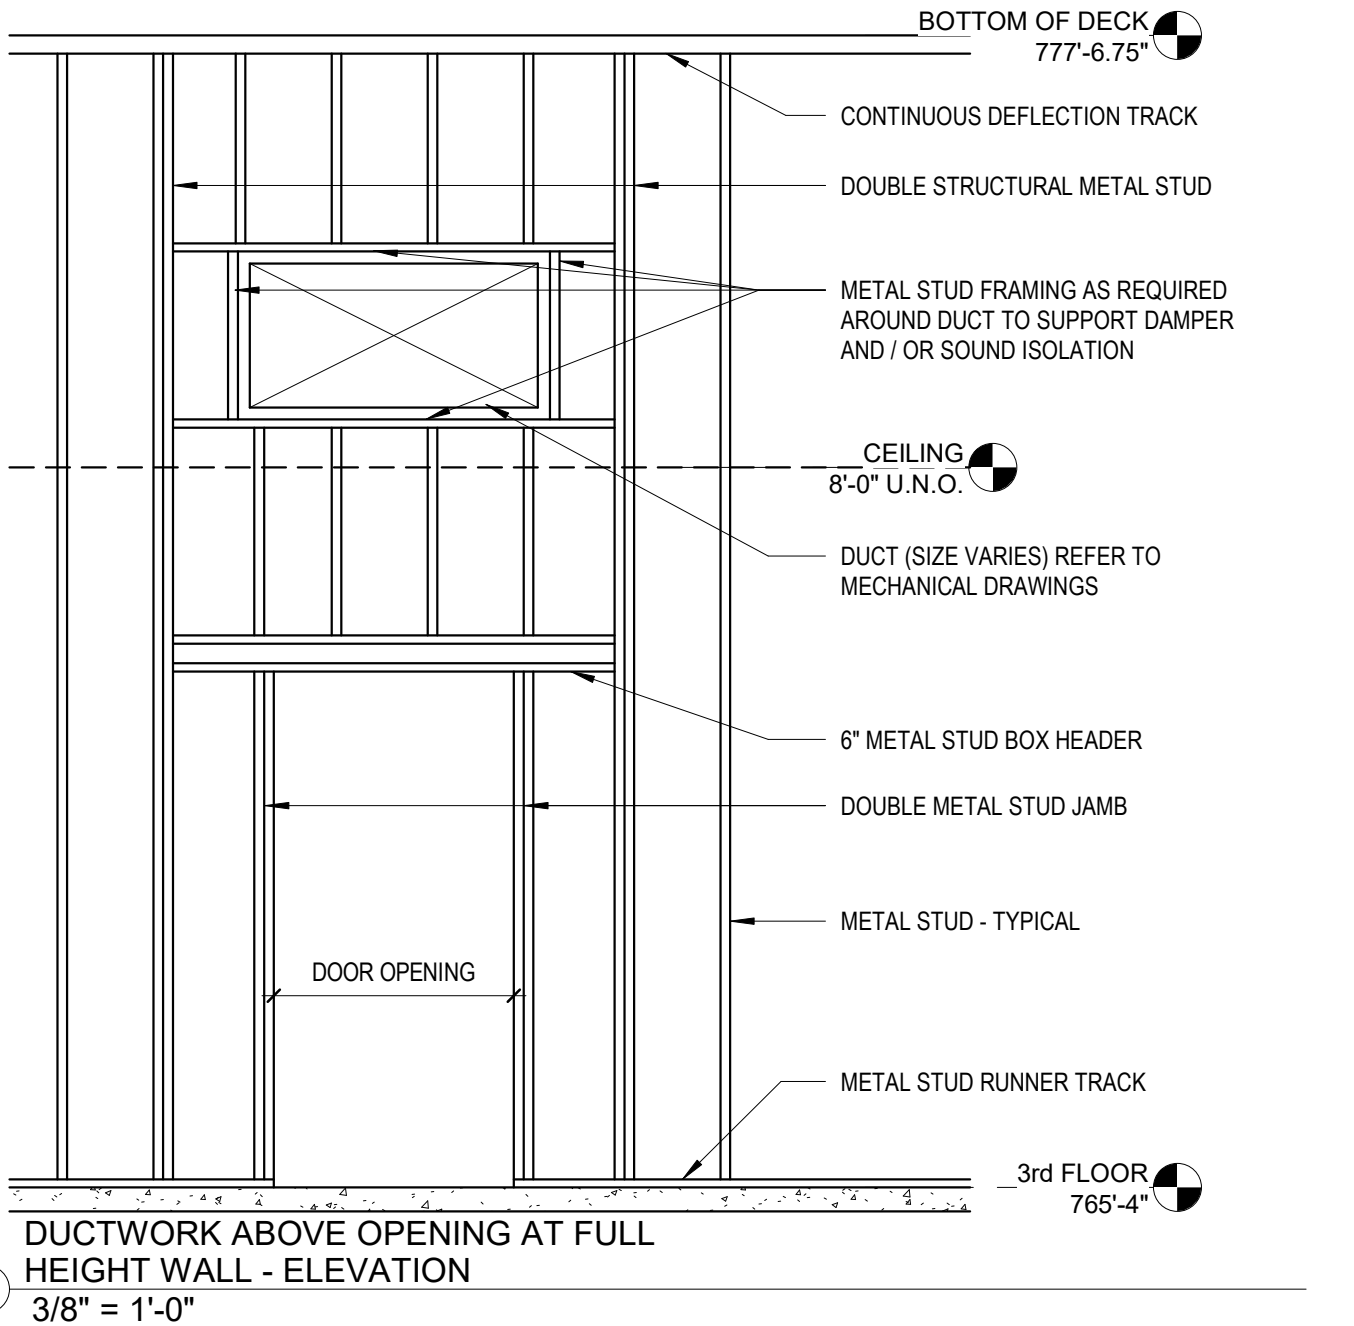 BOTTOM OF DECK
777'-6.75"
CONTINUOUS DEFLECTION TRACK
DOUBLE STRUCTURAL METAL STUD
METAL STUD FRAMING AS REQUIRED
AROUND DUCT TO SUPPORT DAMPER
AND / OR SOUND ISOLATION
CEILING
8'-0" U.N.O.
DUCT (SIZE VARIES) REFER TO
MECHANICAL DRAWINGS
6" METAL STUD BOX HEADER
DOUBLE METAL STUD JAMB
METAL STUD - TYPICAL
DOOR OPENING
METAL STUD RUNNER TRACK
3rd FLOOR
765'-4"
DUCTWORK ABOVE OPENING AT FULL
HEIGHT WALL - ELEVATION
3/8" = 1'-0"